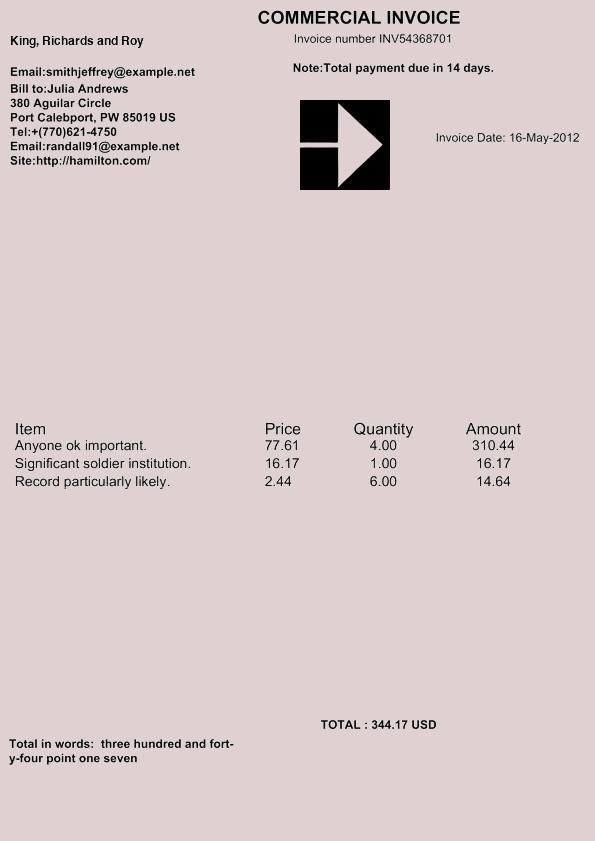 COMMERCIAL INVOICE
King, Richards and Roy
Invoice number INV54368701
Email:smithjeffrey@example.net
Note:Total payment due in 14 days.
Bill to:Julia Andrews
380 Aguilar Circle
Port Calebport, PW 85019 US
Tel:+(770)621-4750
Email:randall91@example.net
Site:http://hamilton.com/
Invoice Date: 16-May-2012
Item Price Quantity Amount
Anyone ok important. 77.61 4.00 310.44
Significant soldier institution. 16.17 1.00 16.17
Record particularly likely. 2.44 6.00 14.64
TOTAL : 344.17 USD
Total in words:  three hundred and fort-
y-four point one seven